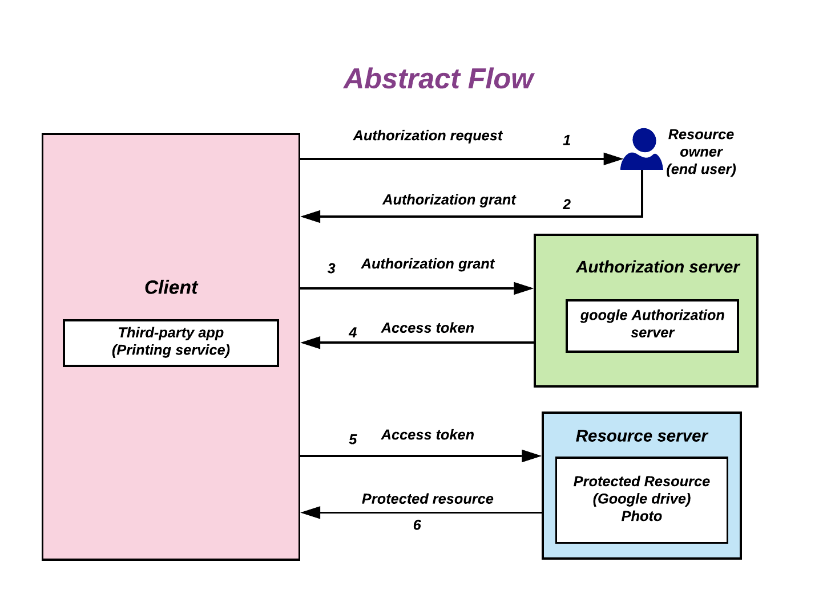 Abstract Flow
Authorization request
1
Resource
owner
(end user)
Authorization grant
2
3
Authorization grant
Authorization server
google Authorization
server
Client
Third-party app
(Printing service)
4
Access token
5
Access token
Resource server
Protected Resource
(Google drive)
Photo
Protected resource
6